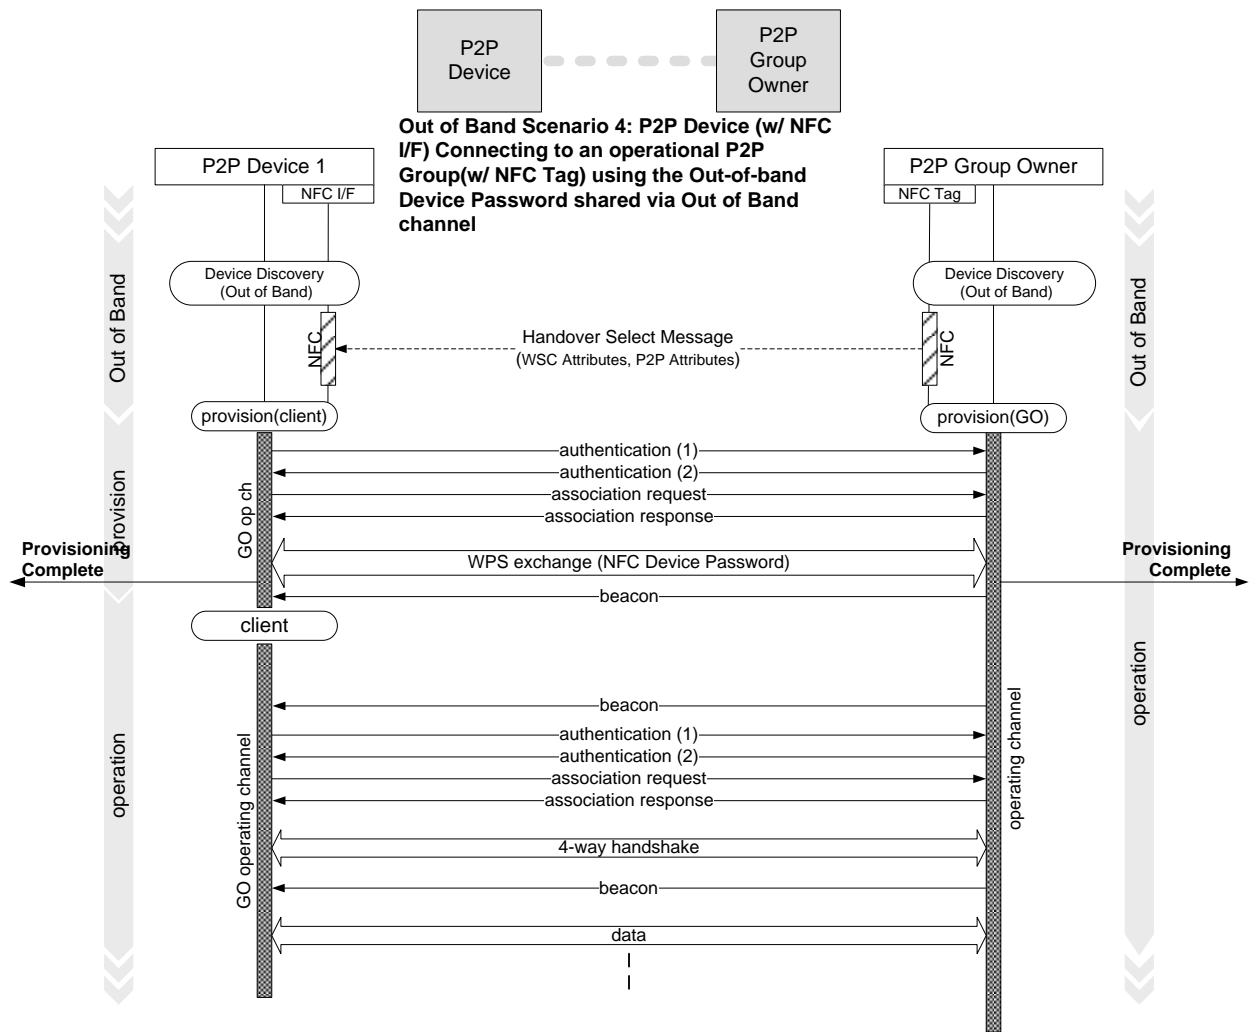 P2P
Device
P2P
Group
Owner
Out of Band Scenario 4: P2P Device (w/ NFC
I/F) Connecting to an operational P2P
Group(w/ NFC Tag) using the Out-of-band
Device Password shared via Out of Band
channel
P2P Device 1
NFC I/F
P2P Group Owner
NFC Tag
Out of Band
Device Discovery
(Out of Band)
Device Discovery
(Out of Band)
Out of Band
NFC
Handover Select Message
(WSC Attributes, P2P Attributes)
NFC
provision(client)
provision(GO)
provision
GO op ch
authentication (1)
authentication (2)
association request
association response
WPS exchange (NFC Device Password)
Provisioning
Complete
Provisioning
Complete
beacon
client
operation
GO operating channel
operating channel
operation
beacon
authentication (1)
authentication (2)
association request
association response
4-way handshake
beacon
data